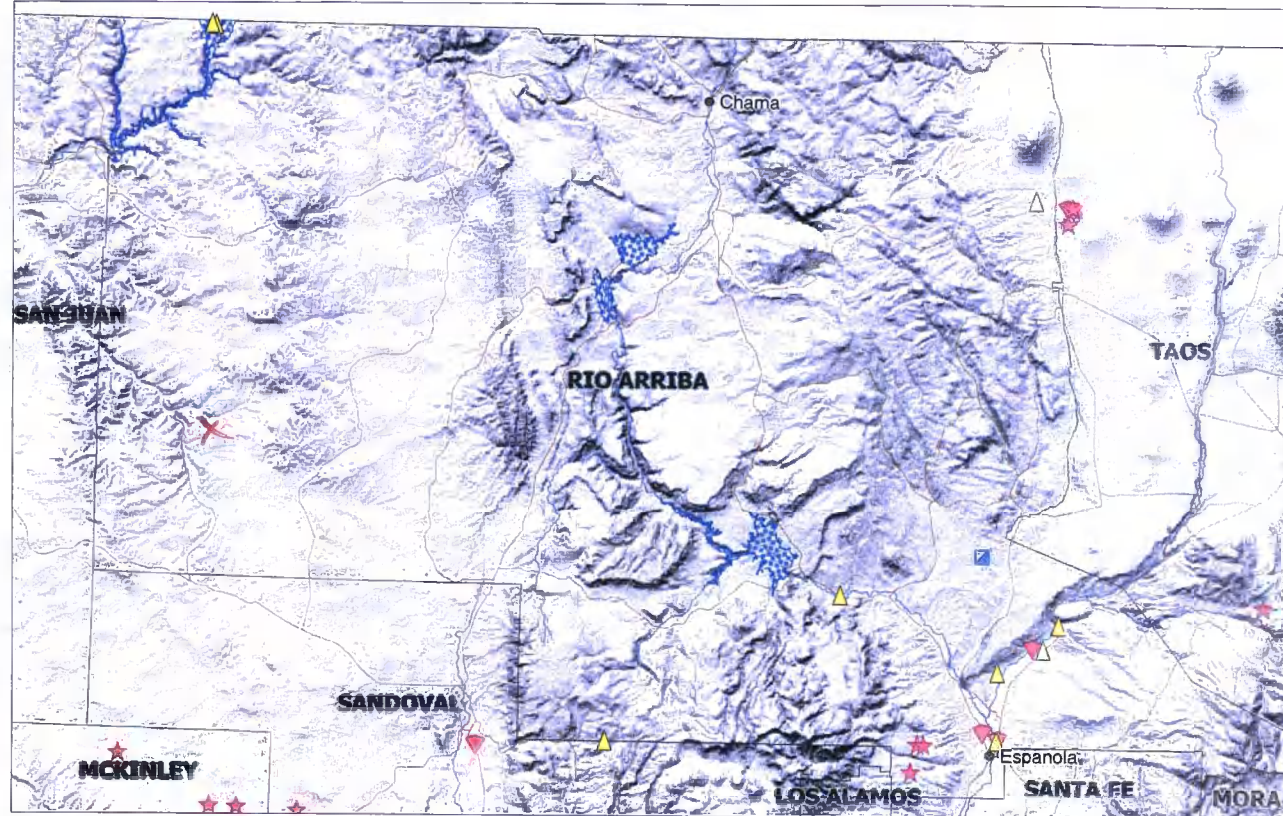 Chama
SAN JUAN
TAOS
RIO ARRIBA
SANDOVAL
Espanola
MCKINLEY
LOS ALAMOS
SANTA FE
MORA